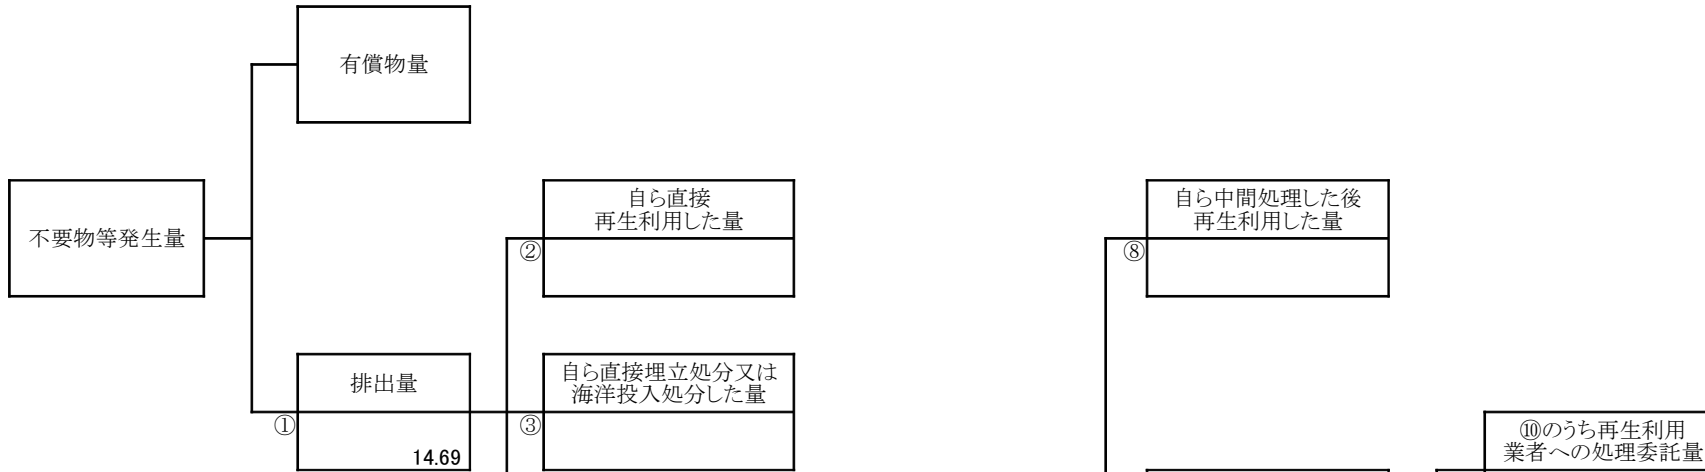 有償物量
不要物等発生量
自ら直接
再生利用した量
②
自ら中間処理した後
再生利用した量
⑧
排出量
①
14.69
自ら直接埋立処分又は
海洋投入処分した量
③
⑩のうち再生利用
業者への処理委託量